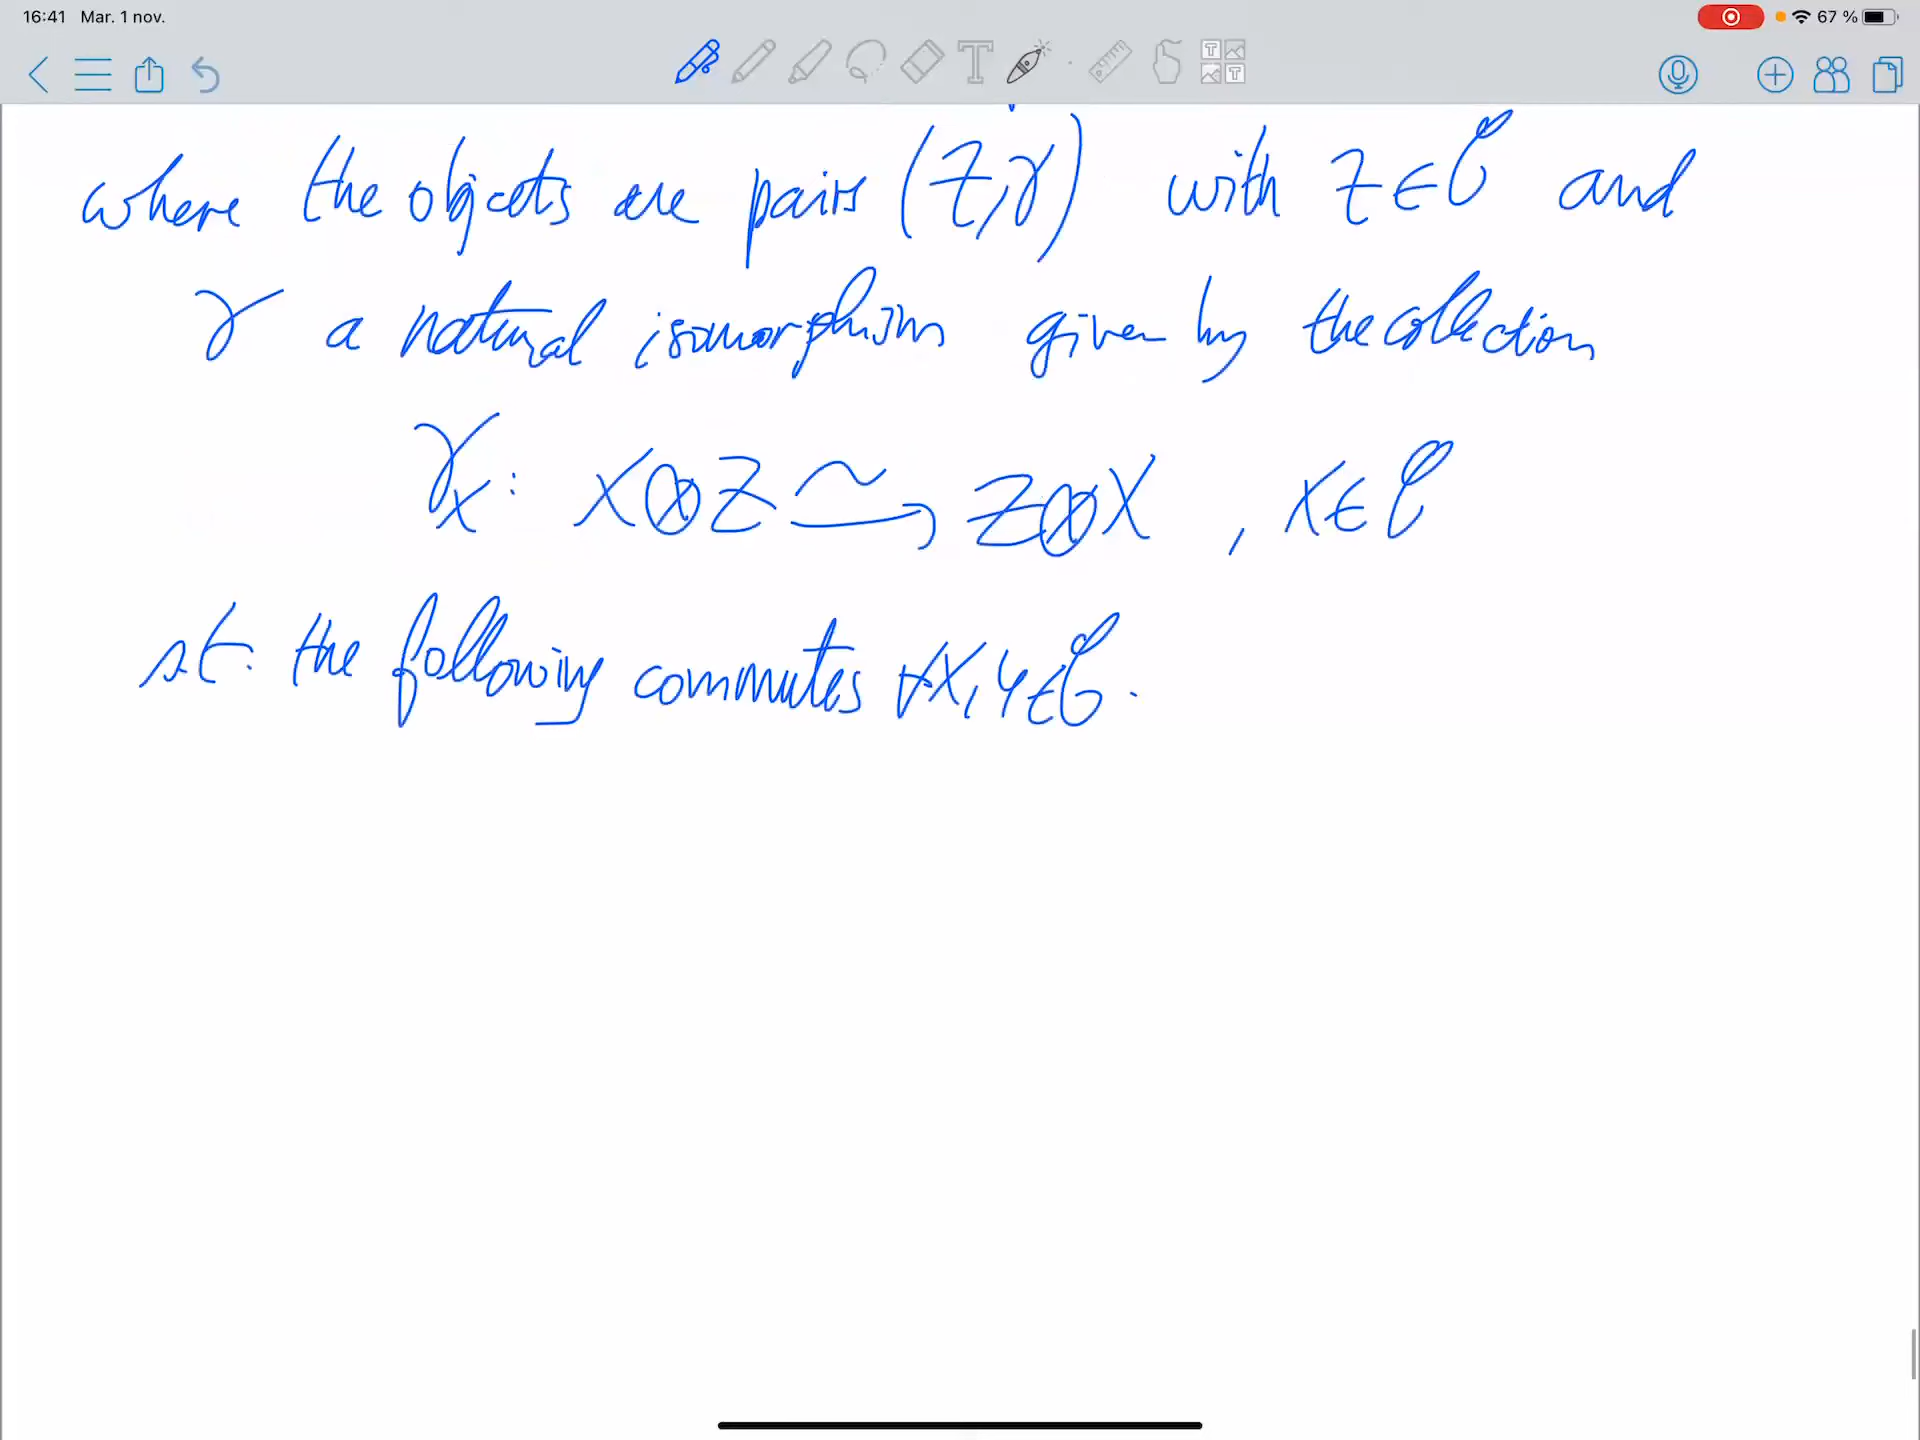 16:41 Mar. 1 nov. 67 %
where the objects are pairs (Z,γ) with Z∈𝒞 and
γ a natural isomorphism given by the collection
γ_X: X⊗Z ⥲ Z⊗X , X∈𝒞
st. the following commutes ∀X,Y∈𝒞.